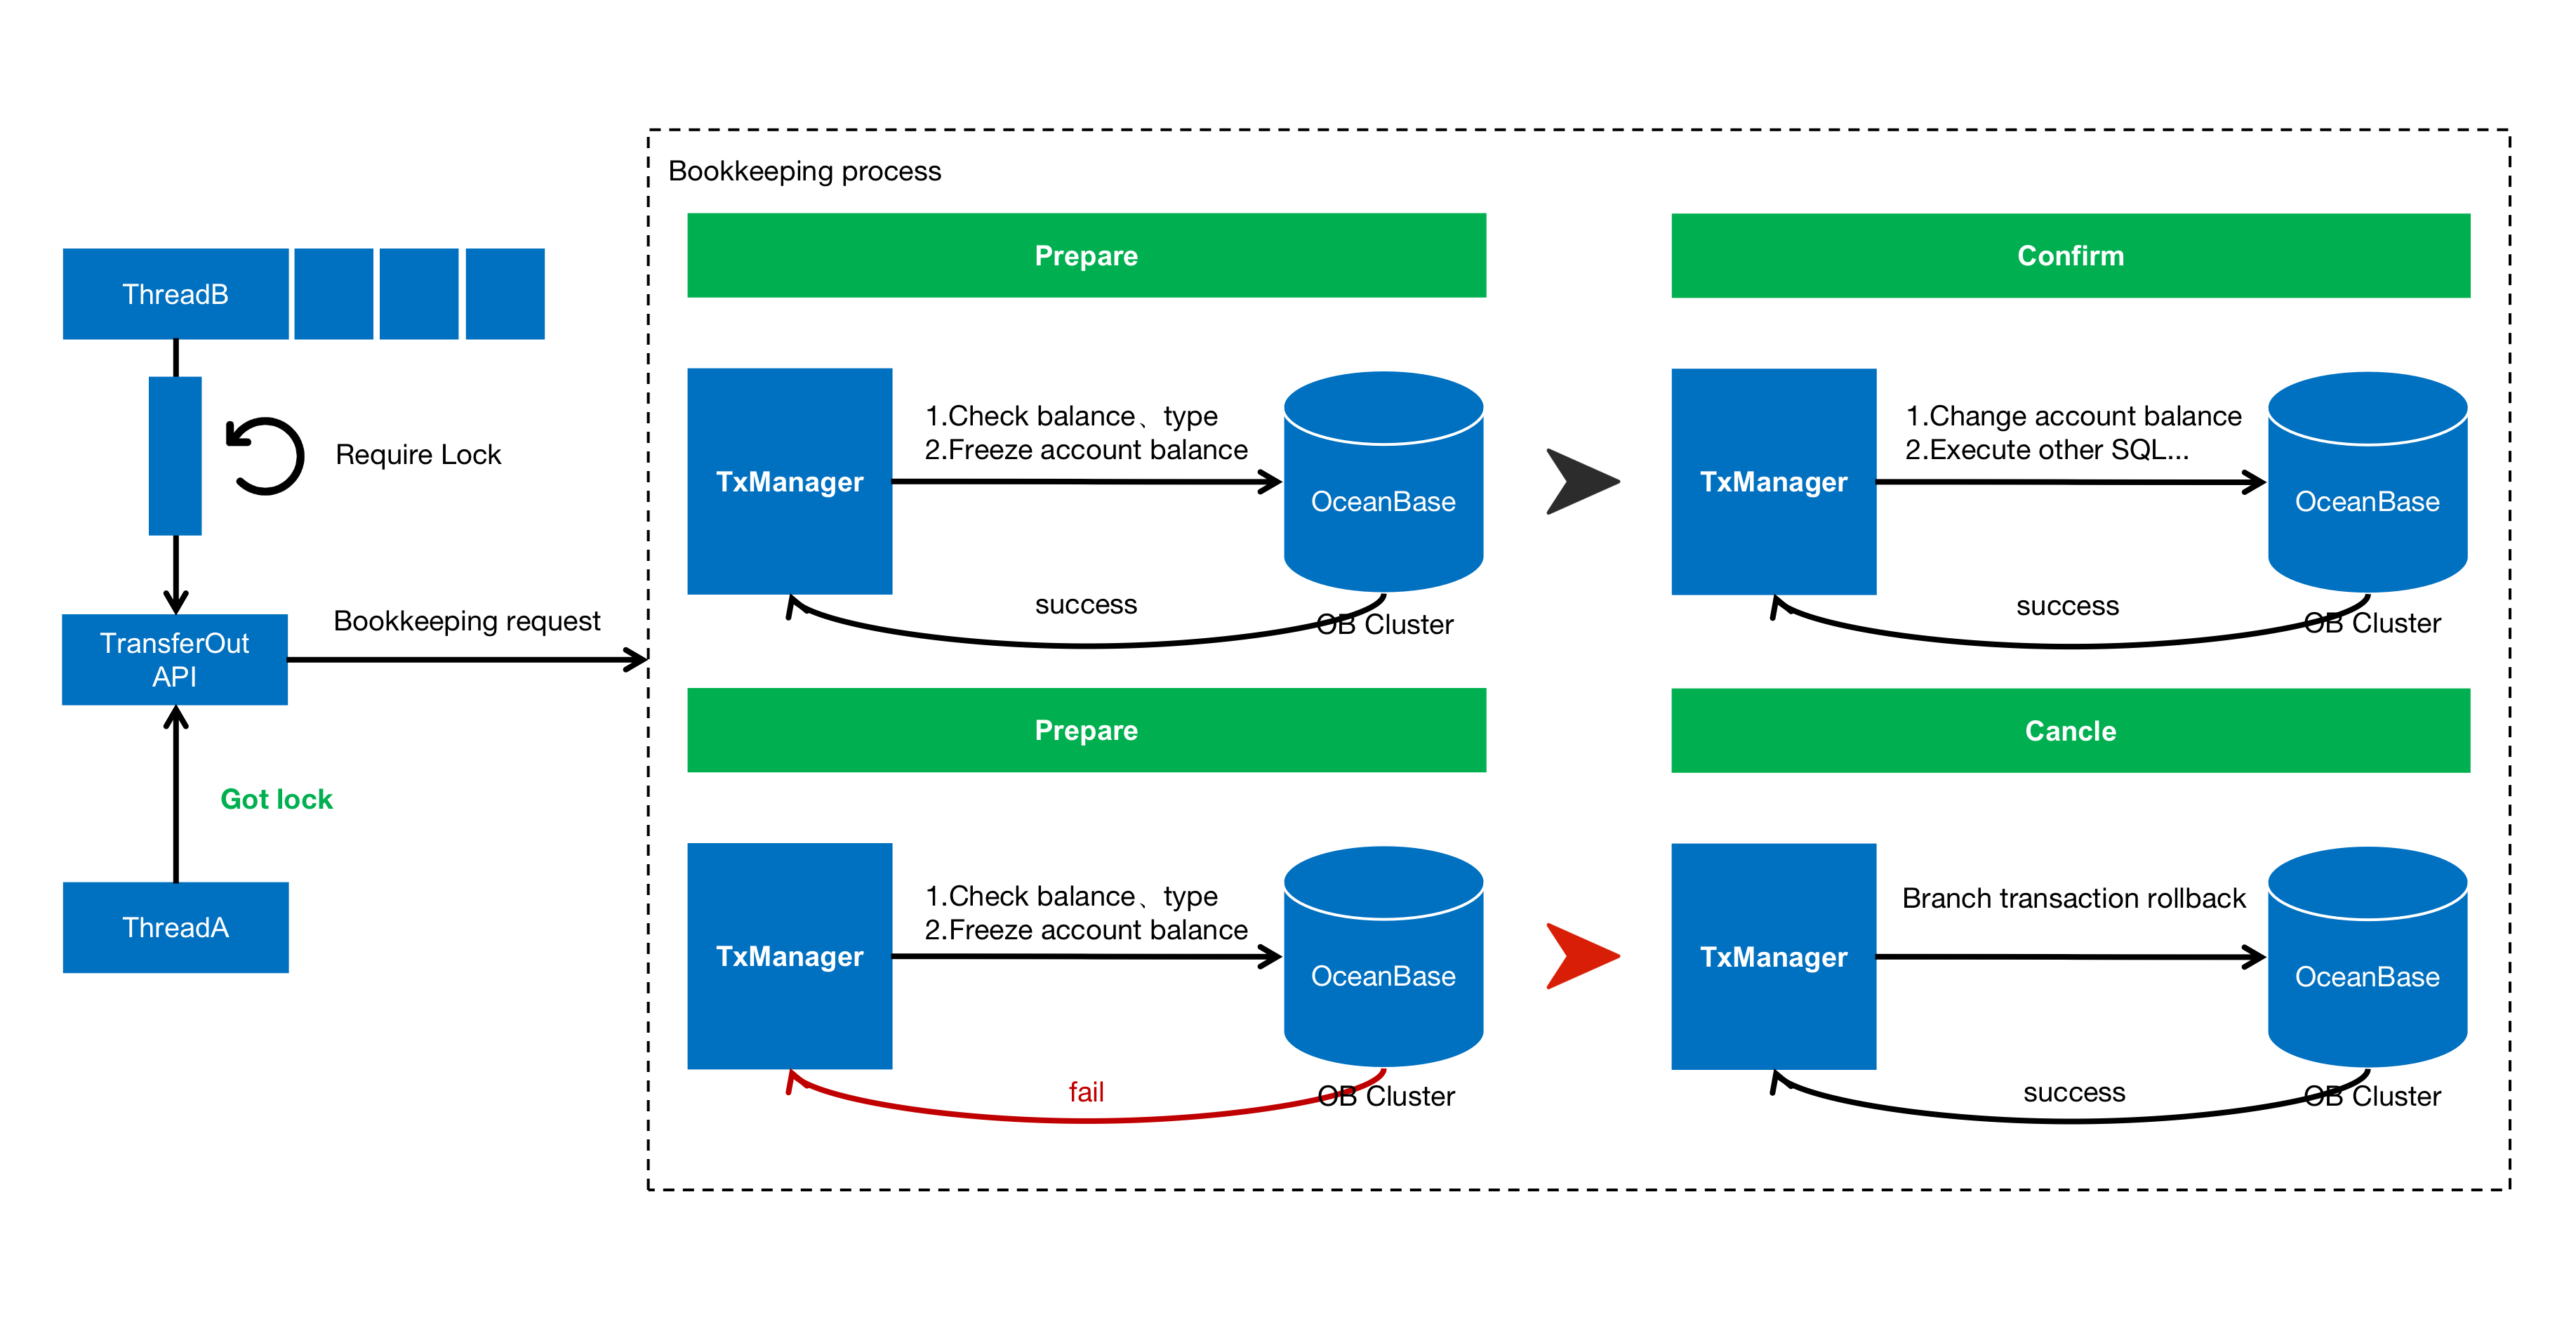 Bookkeeping process
Prepare
Confirm
ThreadB
Require Lock
TxManager
1.Check balance、type
2.Freeze account balance
OceanBase
success
OB Cluster
TxManager
1.Change account balance
2.Execute other SQL...
OceanBase
success
OB Cluster
TransferOut
API
Bookkeeping request
Prepare
Cancle
Got lock
ThreadA
TxManager
1.Check balance、type
2.Freeze account balance
OceanBase
fail
OB Cluster
TxManager
Branch transaction rollback
OceanBase
success
OB Cluster